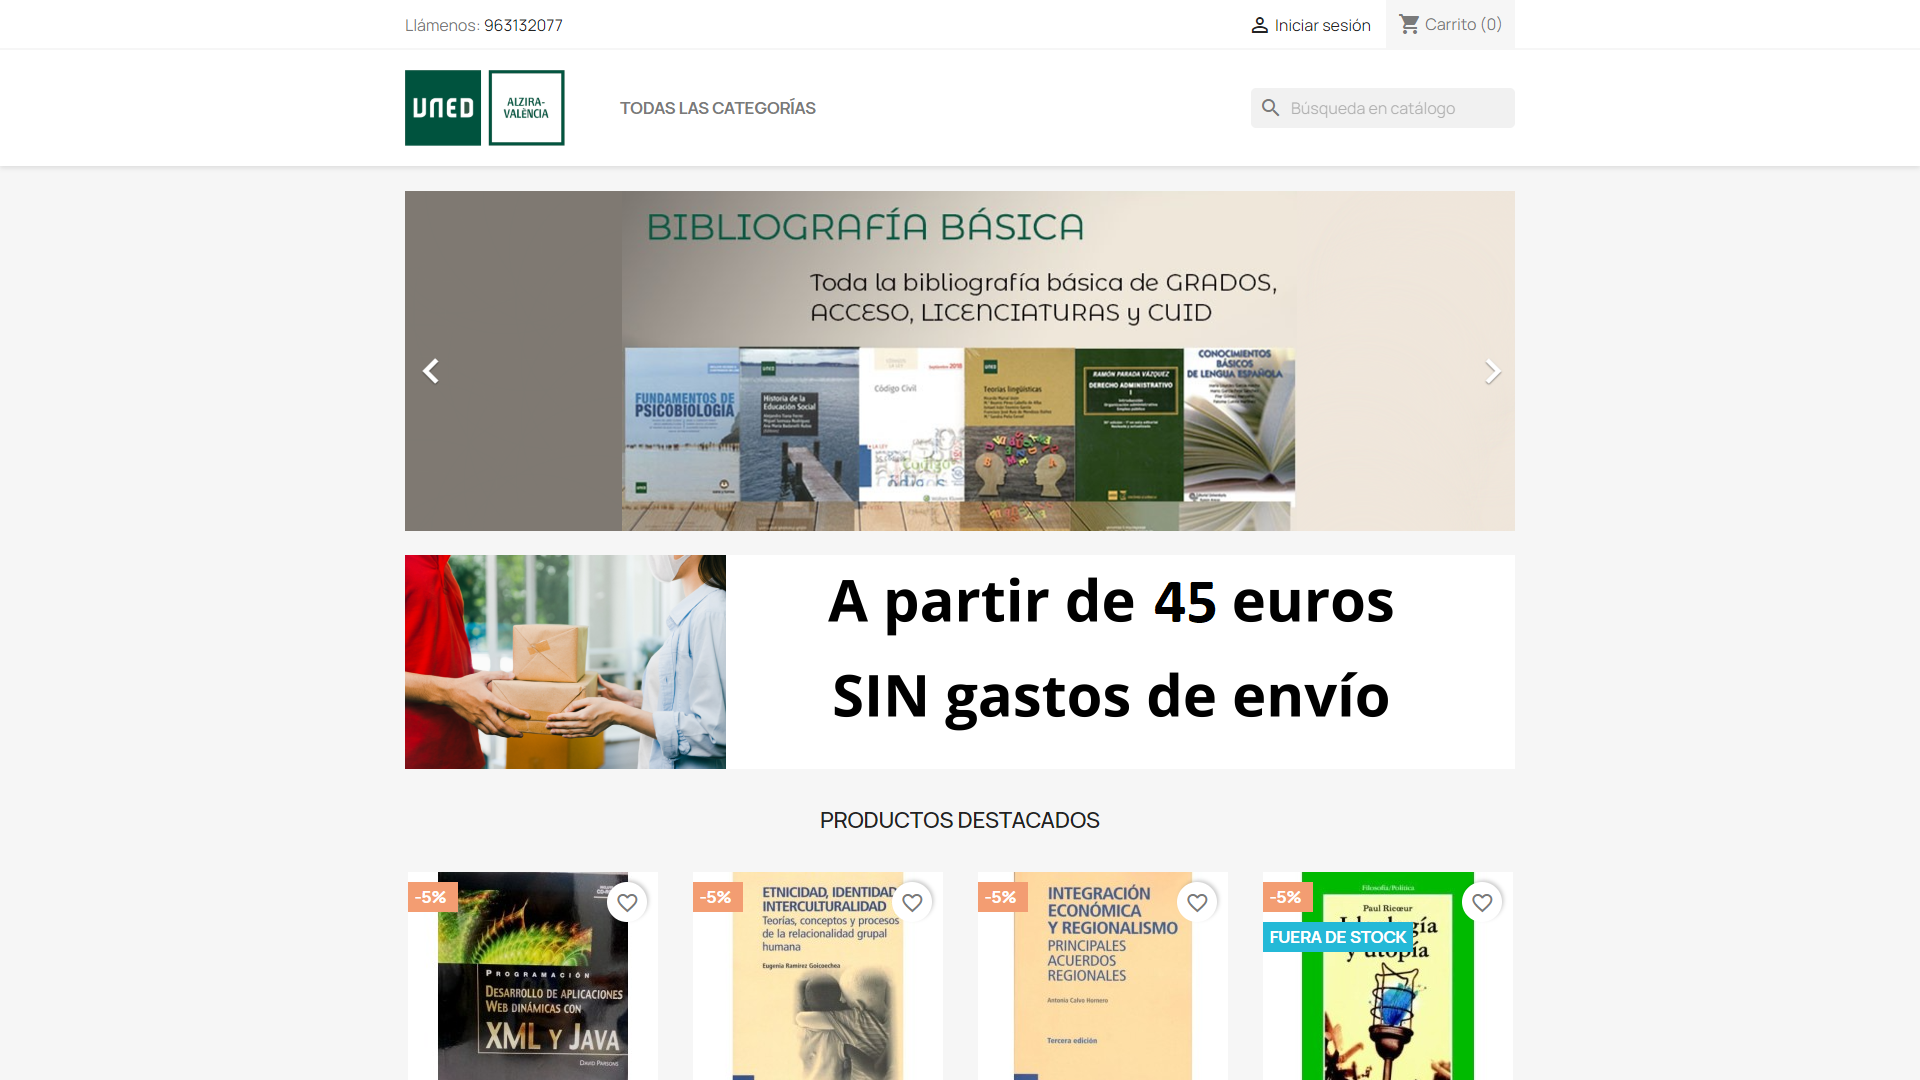 Llámenos: 963132077
Iniciar sesión
Carrito (0)
UNED
ALZIRA-
VALÈNCIA
TODAS LAS CATEGORÍAS
Búsqueda en catálogo
BIBLIOGRAFÍA BÁSICA
Toda la bibliografía básica de GRADOS,
ACCESO, LICENCIATURAS y CUID
FUNDAMENTOS DE
PSICOBIOLOGÍA
Historia de la
Educación Social
Septiembre 2018
Código Civil
Teorías lingüísticas
RAMÓN PARADA VÁZQUEZ
DERECHO ADMINISTRATIVO
I
CONOCIMIENTOS
BÁSICOS
DE LENGUA ESPAÑOLA
A partir de 45 euros
SIN gastos de envío
PRODUCTOS DESTACADOS
-5%
PROGRAMACIÓN
DESARROLLO DE APLICACIONES
WEB DINÁMICAS CON
XML Y JAVA
DAVID PARSONS
-5%
ETNICIDAD, IDENTIDAD
INTERCULTURALIDAD
Teorías, conceptos y procesos
de la relacionalidad grupal
humana
Eugenia Ramírez Goicoechea
-5%
INTEGRACIÓN
ECONÓMICA
Y REGIONALISMO
PRINCIPALES
ACUERDOS
REGIONALES
Antonia Calvo Hornero
Tercera edición
-5%
FUERA DE STOCK
Filosofía/Política
Paul Ricœur
y utopía